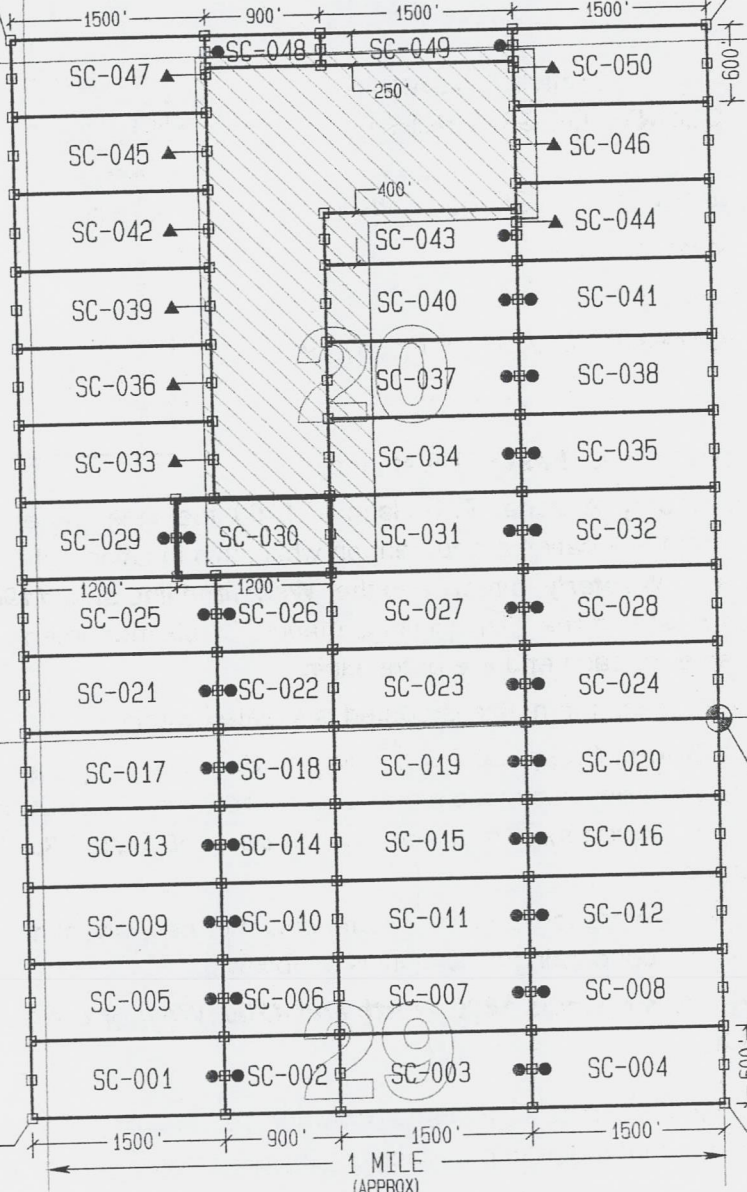 1500' 900' 1500' 1500'
SC-048 SC-049
SC-047 SC-050
600'
250'
SC-045 SC-046
400'
SC-042 SC-043 SC-044
SC-039 SC-040 SC-041
20
SC-036 SC-037 SC-038
SC-033 SC-034 SC-035
SC-029 SC-030 SC-031 SC-032
1200' 1200'
SC-025 SC-026 SC-027 SC-028
SC-021 SC-022 SC-023 SC-024
SC-017 SC-018 SC-019 SC-020
SC-013 SC-014 SC-015 SC-016
SC-009 SC-010 SC-011 SC-012
SC-005 SC-006 SC-007 SC-008
29
600'
SC-001 SC-002 SC-003 SC-004
1500' 900' 1500' 1500'
1 MILE
(APPROX)